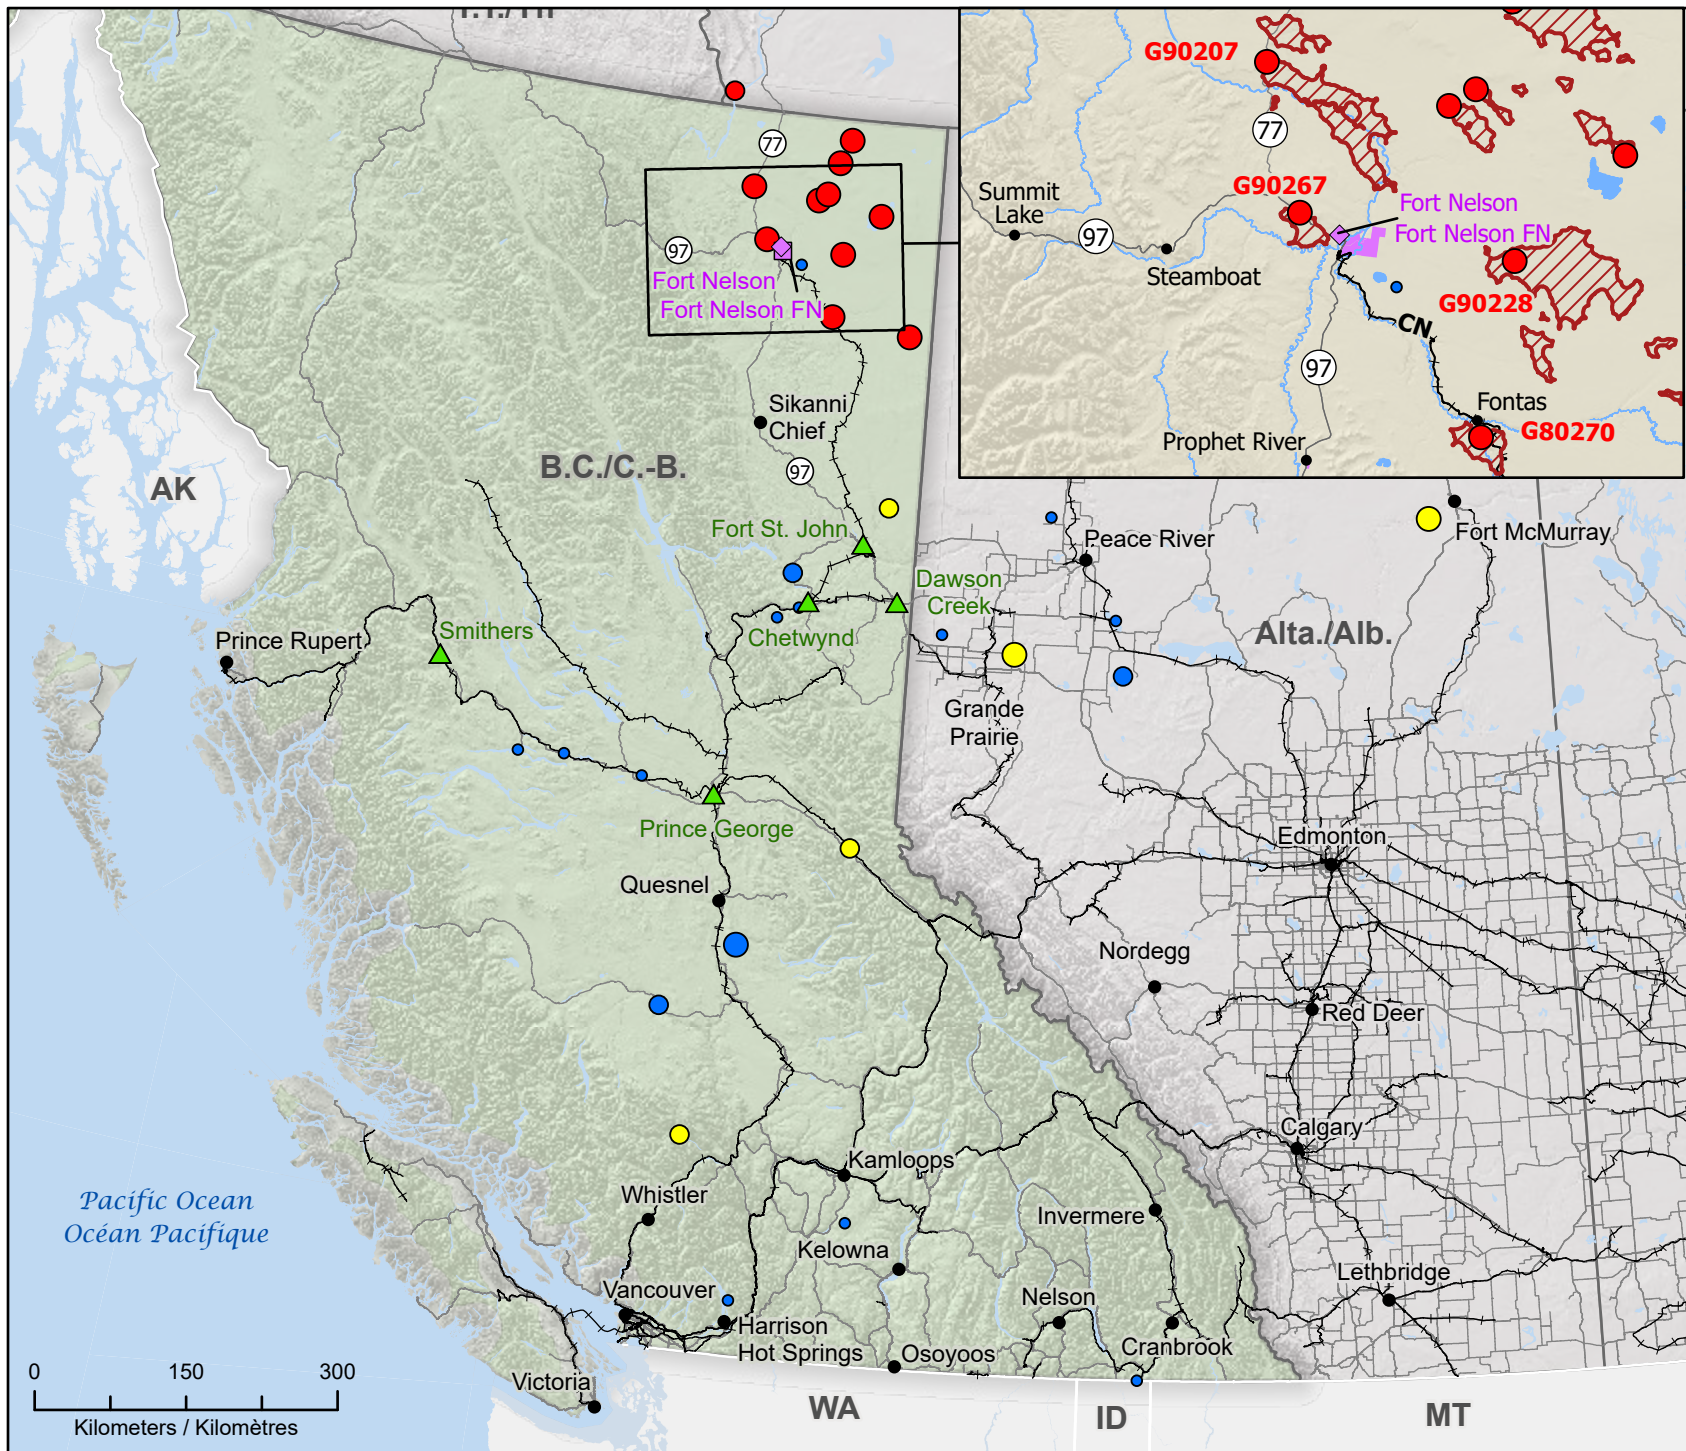 G90207
77
G90267
Summit
Lake
97
Fort Nelson
Fort Nelson FN
Steamboat
G90228
CN
97
Fontas
G80270
Prophet River
77
97
Fort Nelson
Fort Nelson FN
Sikanni
Chief
97
B.C./C.-B.
AK
Fort St. John
Peace River
Fort McMurray
Dawson
Creek
Chetwynd
Smithers
Prince Rupert
Alta./Alb.
Grande
Prairie
Prince George
Edmonton
Quesnel
Nordegg
Red Deer
Calgary
Kamloops
Pacific Ocean
Océan Pacifique
Whistler
Invermere
Kelowna
Lethbridge
Vancouver
Nelson
Harrison
Hot Springs
Osoyoos
Cranbrook
Victoria
0 150 300
Kilometers / Kilomètres
WA
ID
MT